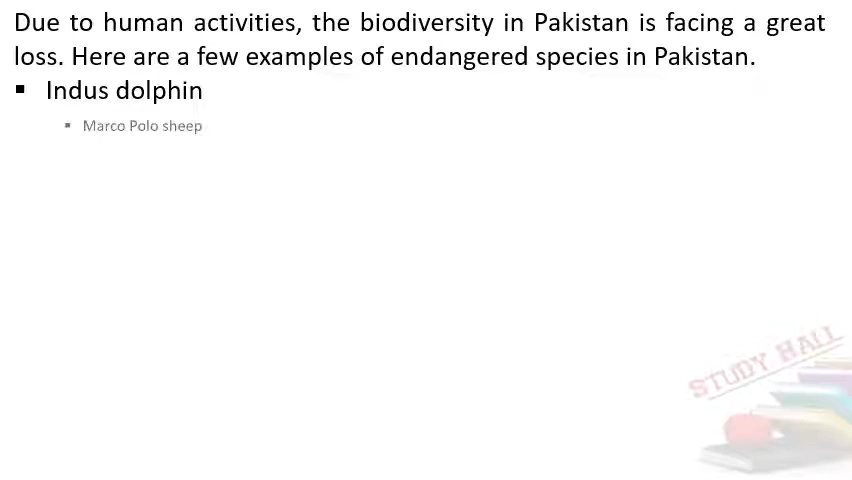 Due to human activities, the biodiversity in Pakistan is facing a great
loss. Here are a few examples of endangered species in Pakistan.
▪ Indus dolphin
▪ Marco Polo sheep
STUDY HALL